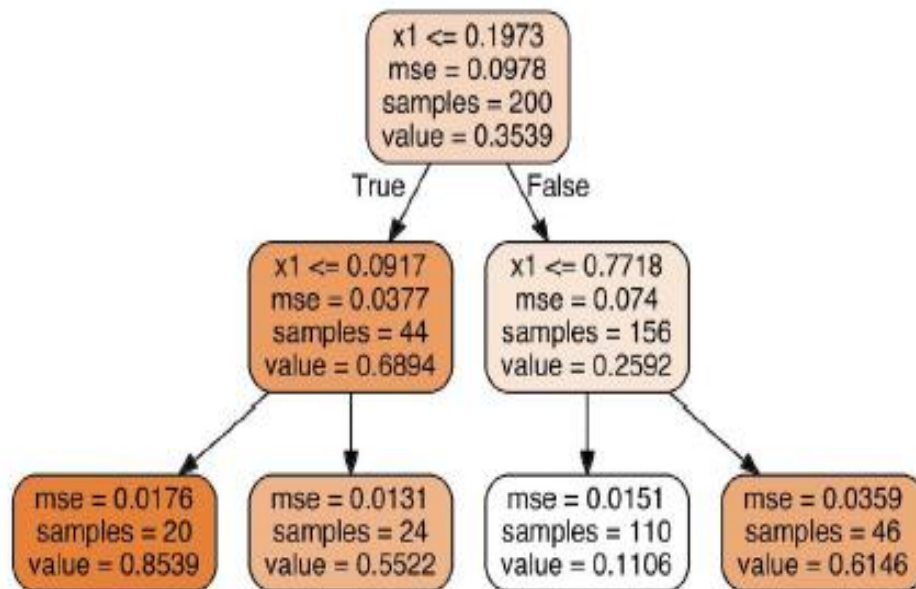 x1 <= 0.1973
mse = 0.0978
samples = 200
value = 0.3539
True
False
x1 <= 0.0917
mse = 0.0377
samples = 44
value = 0.6894
x1 <= 0.7718
mse = 0.074
samples = 156
value = 0.2592
mse = 0.0176
samples = 20
value = 0.8539
mse = 0.0131
samples = 24
value = 0.5522
mse = 0.0151
samples = 110
value = 0.1106
mse = 0.0359
samples = 46
value = 0.6146